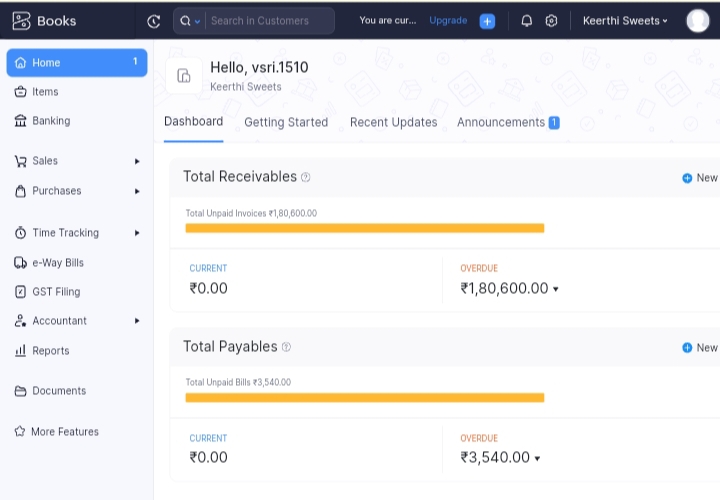 Books
Search in Customers
You are cur... Upgrade
Keerthi Sweets
Home 1
Items
Banking
Sales
Purchases
Time Tracking
e-Way Bills
GST Filing
Accountant
Reports
Documents
More Features
Hello, vsri.1510
Keerthi Sweets
Dashboard Getting Started Recent Updates Announcements 1
Total Receivables New
Total Unpaid Invoices ₹1,80,600.00
CURRENT OVERDUE
₹0.00 ₹1,80,600.00
Total Payables New
Total Unpaid Bills ₹3,540.00
CURRENT OVERDUE
₹0.00 ₹3,540.00